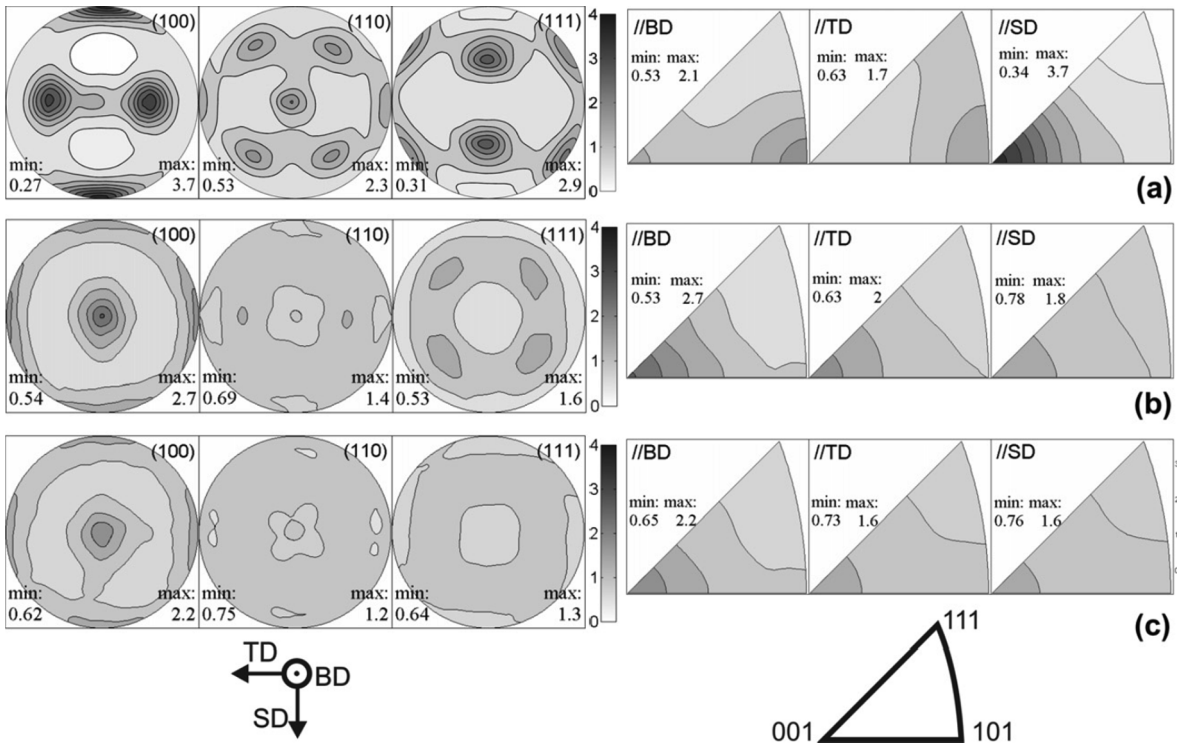 (100) (110) (111) 4
3
2
1
0
min: max: min: max: min: max:
0.27 3.7 0.53 2.3 0.31 2.9
//BD //TD //SD
min: max: min: max: min: max:
0.53 2.1 0.63 1.7 0.34 3.7
(a)
(100) (110) (111) 4
3
2
1
0
min: max: min: max: min: max:
0.54 2.7 0.69 1.4 0.53 1.6
//BD //TD //SD
min: max: min: max: min: max:
0.53 2.7 0.63 2 0.78 1.8
(b)
(100) (110) (111) 4
3
2
1
0
min: max: min: max: min: max:
0.62 2.2 0.75 1.2 0.64 1.3
//BD //TD //SD
min: max: min: max: min: max:
0.65 2.2 0.73 1.6 0.76 1.6
(c)
TD
BD
SD
111
001 101